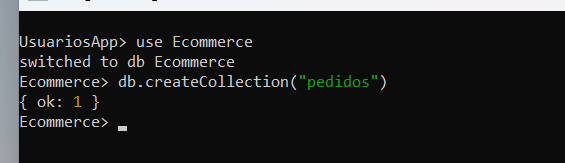 UsuariosApp> use Ecommerce
switched to db Ecommerce
Ecommerce> db.createCollection("pedidos")
{ ok: 1 }
Ecommerce>